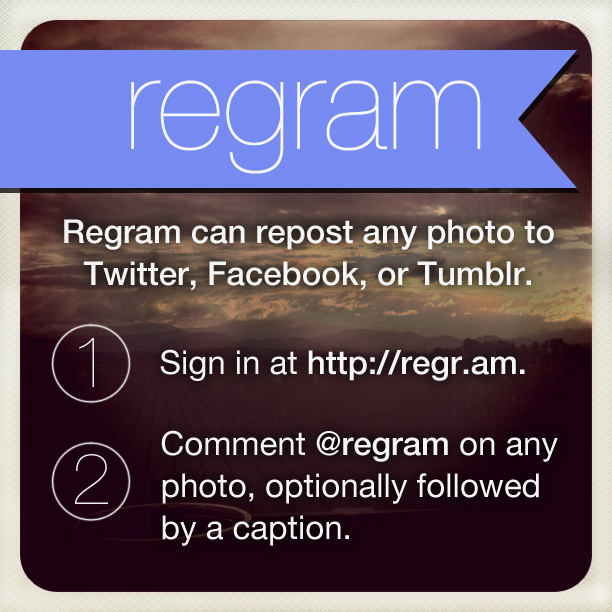 regram
Regram can repost any photo to
Twitter, Facebook, or Tumblr.
1 Sign in at http://regr.am.
2 Comment @regram on any
photo, optionally followed
by a caption.